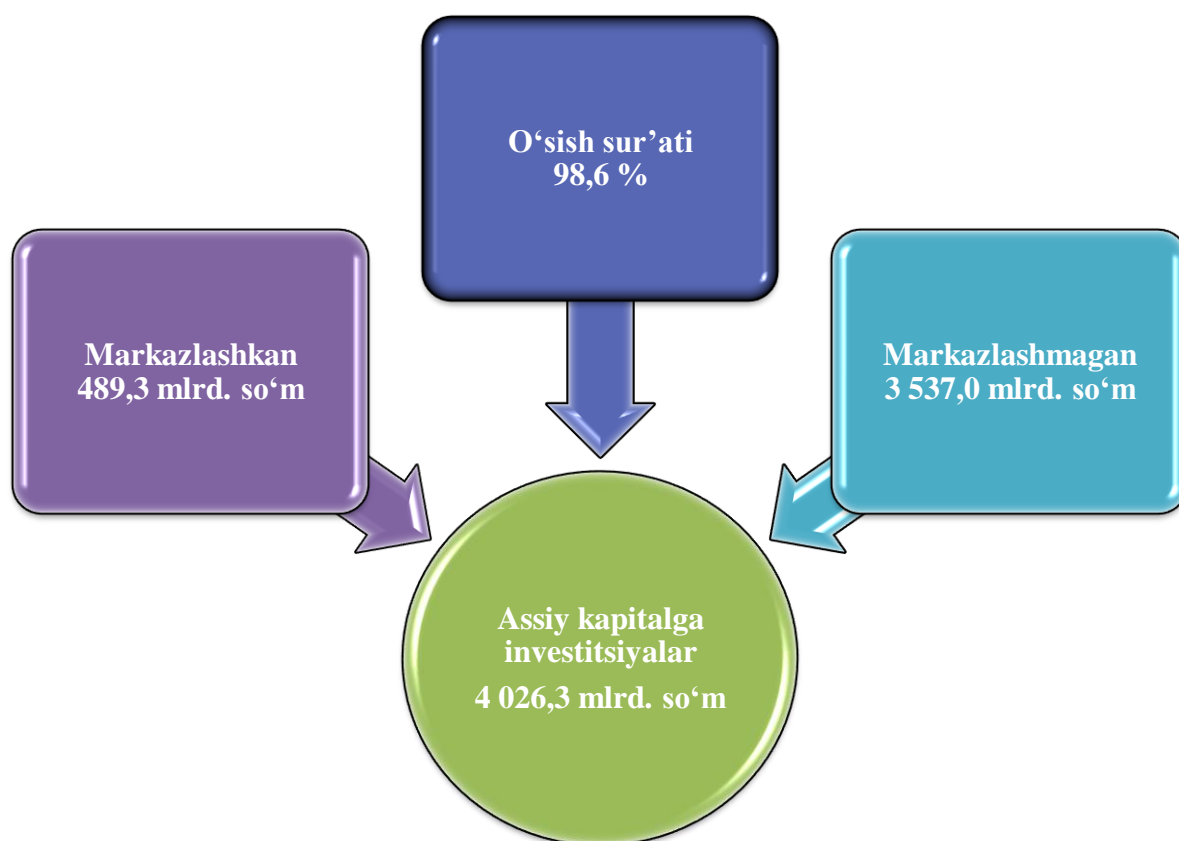 O‘sish sur’ati
98,6 %
Markazlashkan
489,3 mlrd. so‘m
Markazlashmagan
3 537,0 mlrd. so‘m
Assiy kapitalga
investitsiyalar
4 026,3 mlrd. so‘m